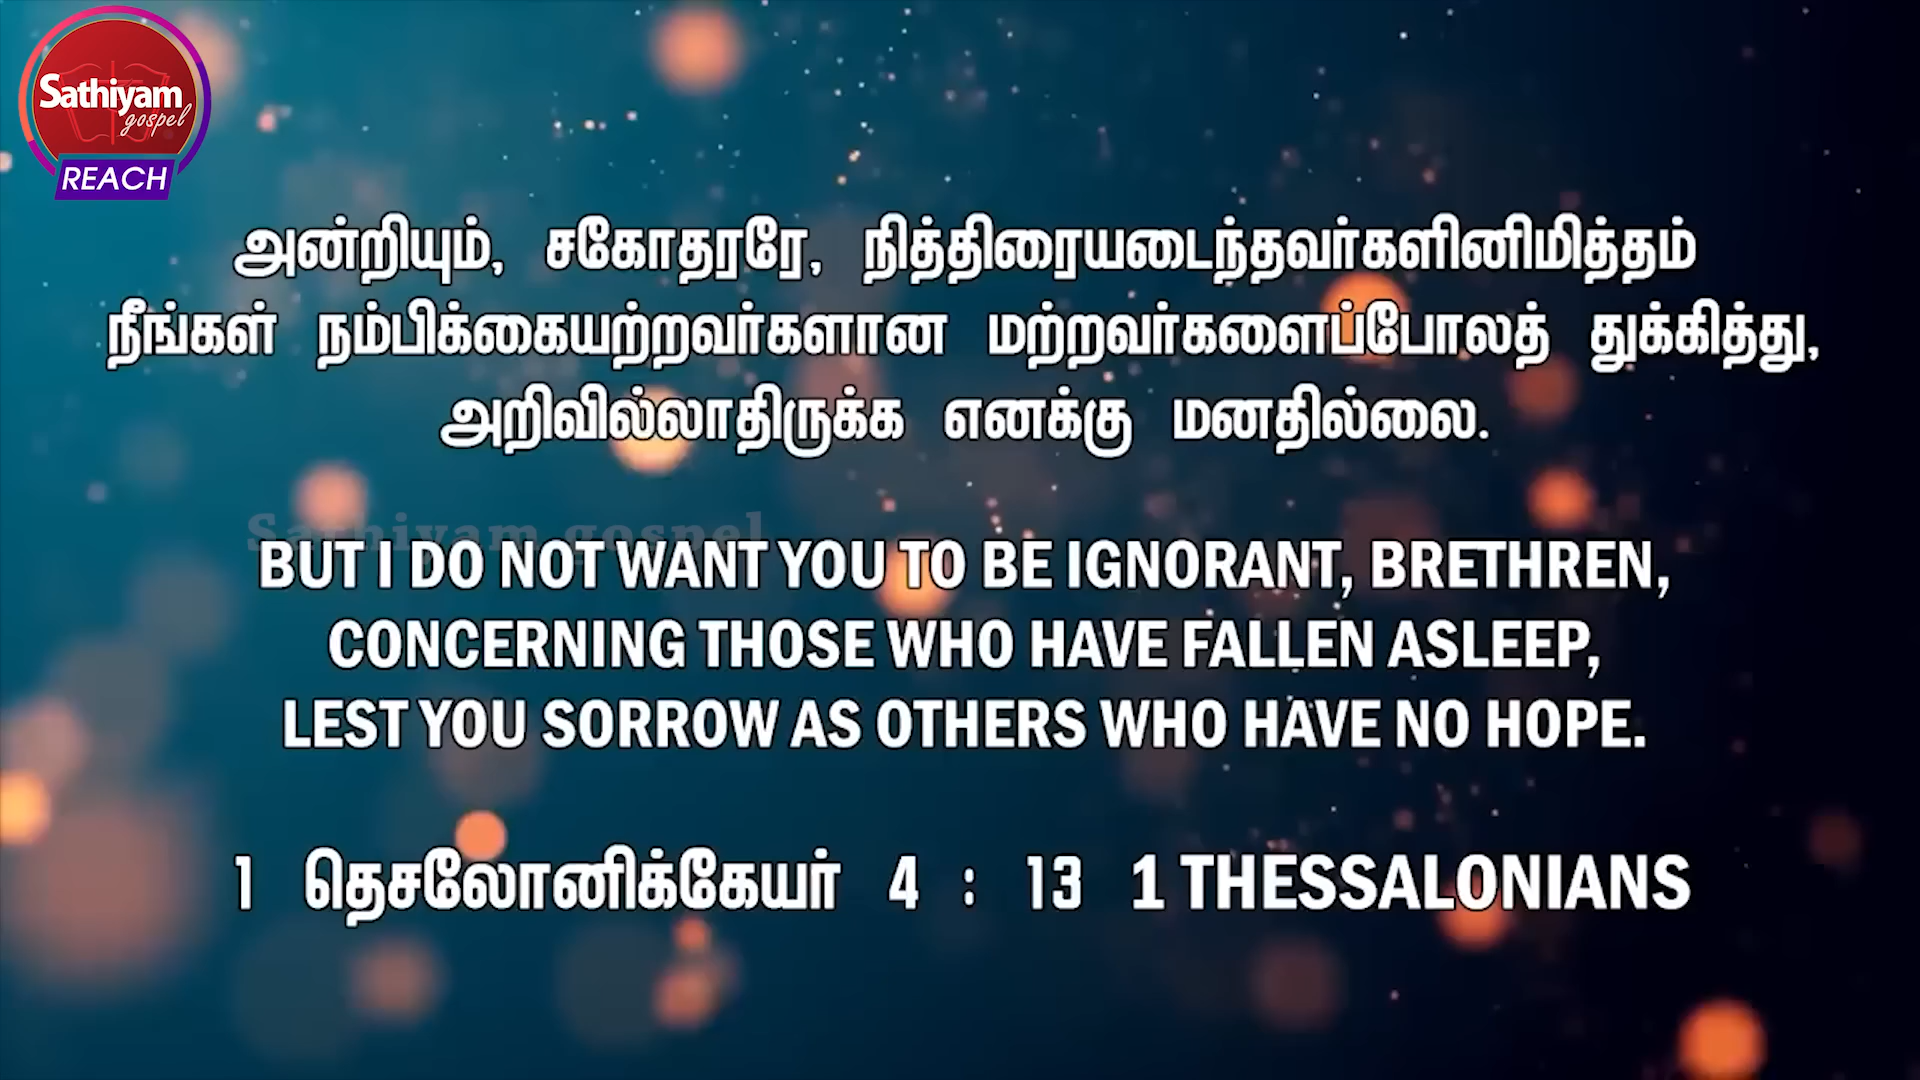 Sathiyam
gospel
REACH
அன்றியும், சகோதரரே, நித்திரையடைந்தவர்களினிமித்தம்
நீங்கள் நம்பிக்கையற்றவர்களான மற்றவர்களைப்போலத் துக்கித்து,
அறிவில்லாதிருக்க எனக்கு மனதில்லை.
Sathiyam gospel
BUT I DO NOT WANT YOU TO BE IGNORANT, BRETHREN,
CONCERNING THOSE WHO HAVE FALLEN ASLEEP,
LEST YOU SORROW AS OTHERS WHO HAVE NO HOPE.
1 தெசலோனிக்கேயர் 4 : 13 1 THESSALONIANS